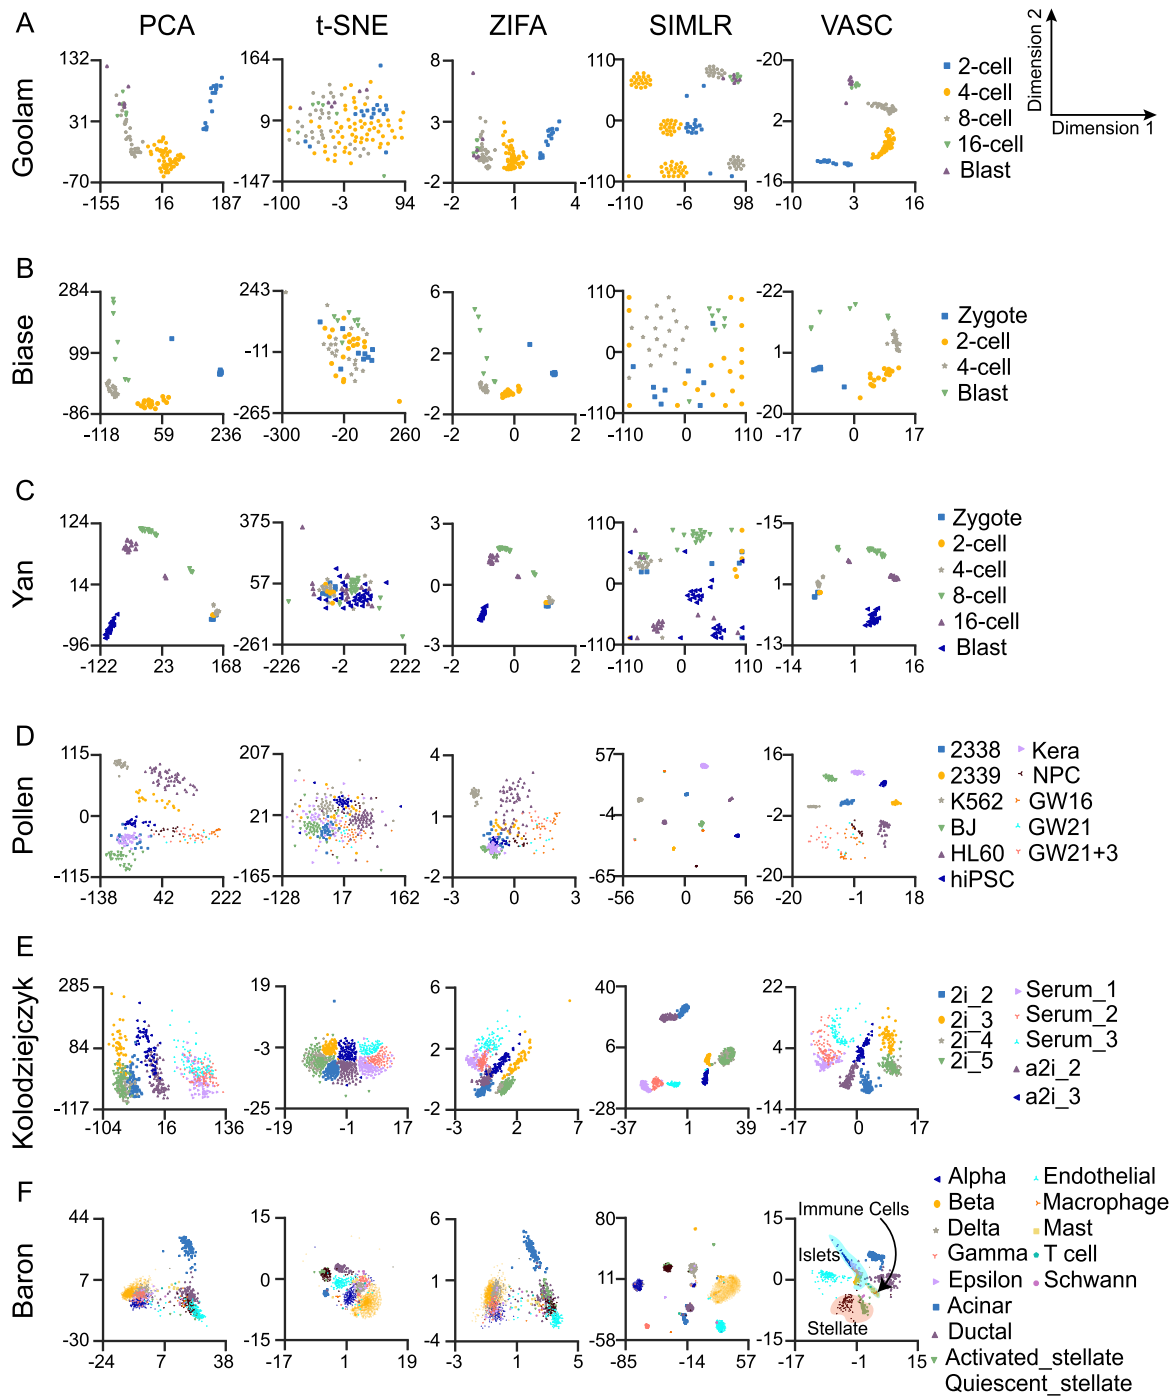 A
PCA
t-SNE
ZIFA
SIMLR
VASC
Goolam
132
31
-70
-155
16
187
164
9
-147
-100
-3
94
8
3
-2
-2
1
4
110
0
-110
-110
-6
98
-20
2
-16
-10
3
16
2-cell
4-cell
8-cell
16-cell
Blast
Dimension 2
Dimension 1
B
Biase
284
99
-86
-118
59
236
243
-11
-265
-300
-20
260
6
2
-2
-2
0
2
110
0
-110
-110
0
110
-22
1
-20
-17
0
17
Zygote
2-cell
4-cell
Blast
C
Yan
124
14
-96
-122
23
168
375
57
-261
-226
-2
222
3
0
-3
-2
0
2
110
0
-110
-110
0
110
-15
1
-13
-14
1
16
Zygote
2-cell
4-cell
8-cell
16-cell
Blast
D
Pollen
115
0
-115
-138
42
222
207
21
-165
-128
17
162
4
1
-2
-3
0
3
57
-4
-65
-56
0
56
16
-2
-20
-20
-1
18
2338
2339
K562
BJ
HL60
hiPSC
Kera
NPC
GW16
GW21
GW21+3
E
Kolodziejczyk
285
84
-117
-104
16
136
19
-3
-25
-19
-1
17
6
2
-2
-3
2
7
40
6
-28
-37
1
39
22
4
-14
-17
0
17
2i_2
2i_3
2i_4
2i_5
Serum_1
Serum_2
Serum_3
a2i_2
a2i_3
F
Baron
44
7
-30
-24
7
38
15
0
-15
-17
1
19
6
1
-4
-3
1
5
80
11
-58
-85
-14
57
15
0
-15
-17
-1
15
Immune Cells
Islets
Stellate
Alpha
Beta
Delta
Gamma
Epsilon
Acinar
Ductal
Activated_stellate
Quiescent_stellate
Endothelial
Macrophage
Mast
T cell
Schwann